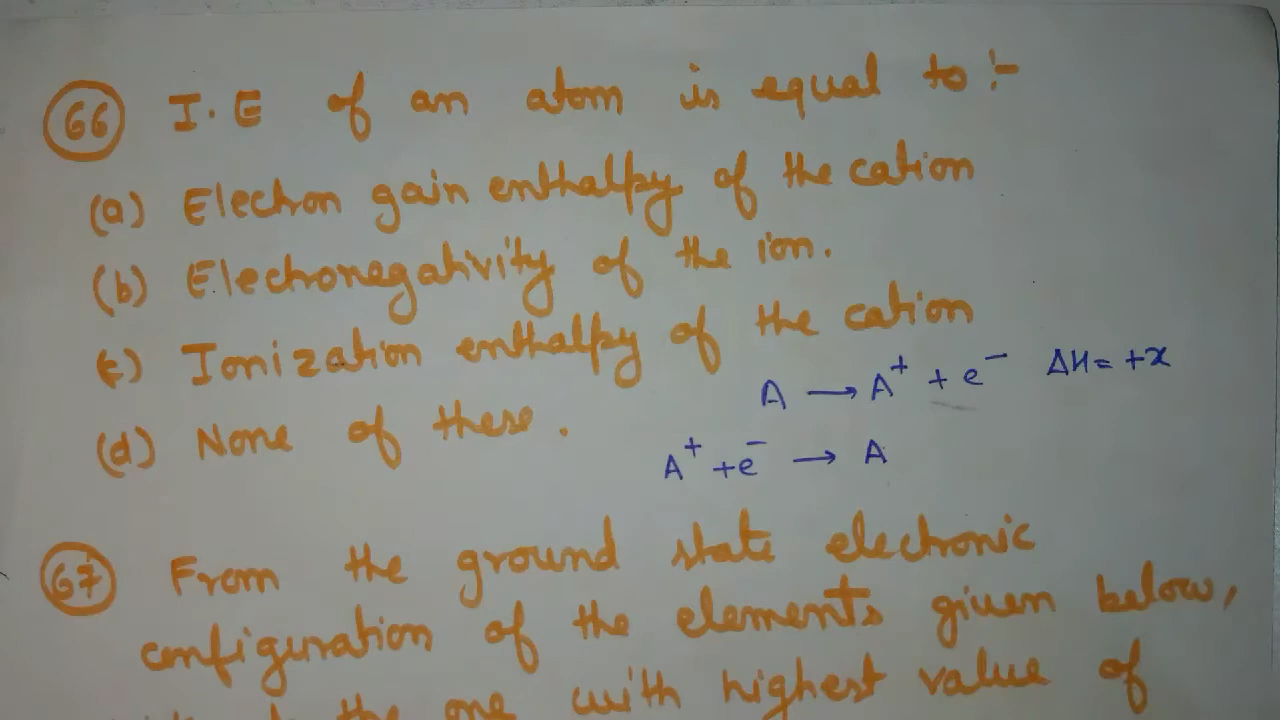 66 I.E of an atom is equal to :-
(a) Electron gain enthalpy of the cation
(b) Electronegativity of the ion.
(c) Ionization enthalpy of the cation
A → A⁺ + e⁻ ΔH = +x
(d) None of these.
A⁺ + e⁻ → A
67 From the ground state electronic
configuration of the elements given below,
the one with highest value of